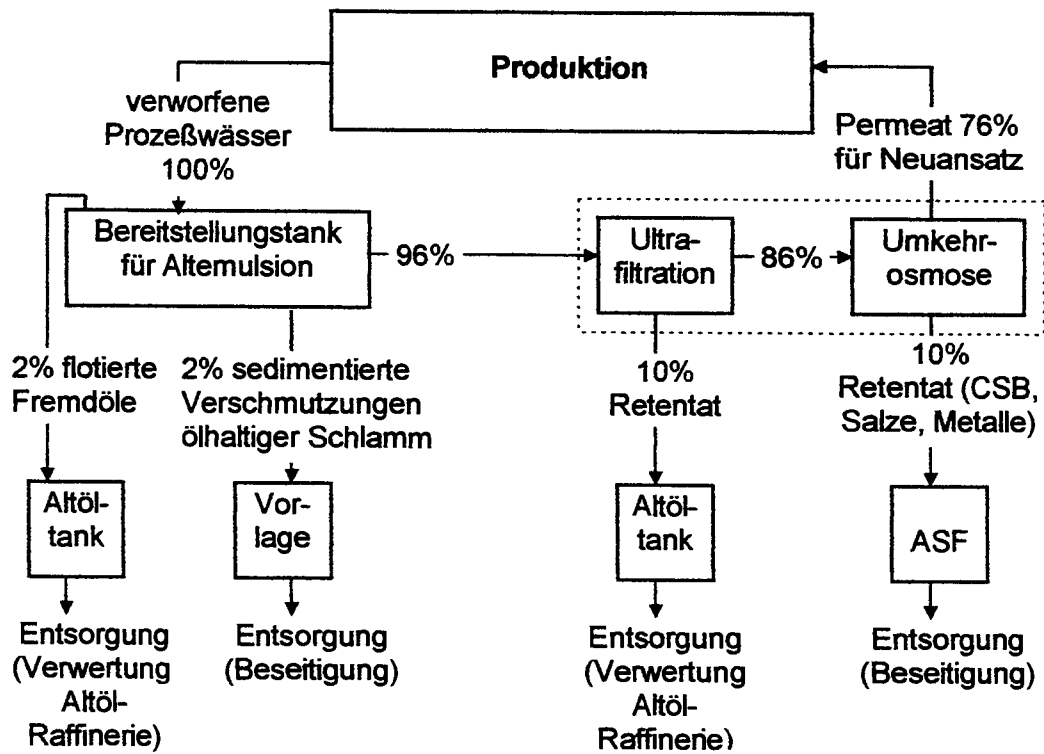 Produktion
verworfene
Prozeßwässer
100%
Permeat 76%
für Neuansatz
Bereitstellungstank
für Altemulsion
96%
Ultra-
filtration
86%
Umkehr-
osmose
2% flotierte
Fremdöle
2% sedimentierte
Verschmutzungen
ölhaltiger Schlamm
10%
Retentat
10%
Retentat (CSB,
Salze, Metalle)
Altöl-
tank
Vor-
lage
Altöl-
tank
ASF
Entsorgung
(Verwertung
Altöl-
Raffinerie)
Entsorgung
(Beseitigung)
Entsorgung
(Verwertung
Altöl-
Raffinerie)
Entsorgung
(Beseitigung)